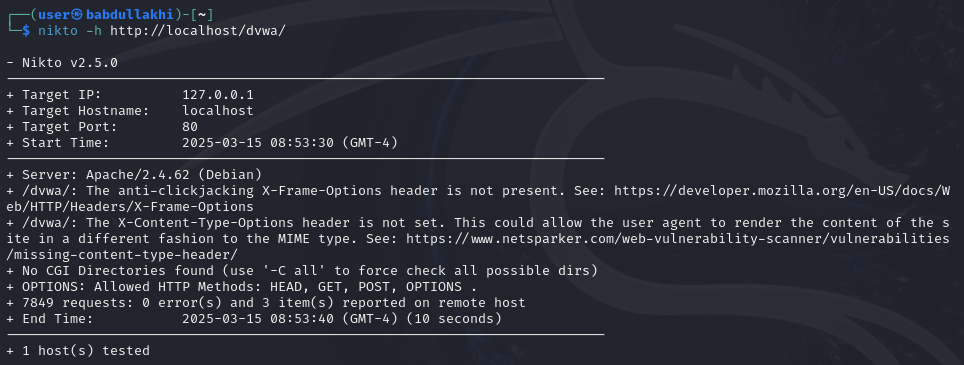 ┌──(user㉿babdullakhi)-[~]
└─$ nikto -h http://localhost/dvwa/
- Nikto v2.5.0
---------------------------------------------------------------------------
+ Target IP:          127.0.0.1
+ Target Hostname:    localhost
+ Target Port:        80
+ Start Time:         2025-03-15 08:53:30 (GMT-4)
---------------------------------------------------------------------------
+ Server: Apache/2.4.62 (Debian)
+ /dvwa/: The anti-clickjacking X-Frame-Options header is not present. See: https://developer.mozilla.org/en-US/docs/W
eb/HTTP/Headers/X-Frame-Options
+ /dvwa/: The X-Content-Type-Options header is not set. This could allow the user agent to render the content of the s
ite in a different fashion to the MIME type. See: https://www.netsparker.com/web-vulnerability-scanner/vulnerabilities
/missing-content-type-header/
+ No CGI Directories found (use '-C all' to force check all possible dirs)
+ OPTIONS: Allowed HTTP Methods: HEAD, GET, POST, OPTIONS .
+ 7849 requests: 0 error(s) and 3 item(s) reported on remote host
+ End Time:           2025-03-15 08:53:40 (GMT-4) (10 seconds)
---------------------------------------------------------------------------
+ 1 host(s) tested